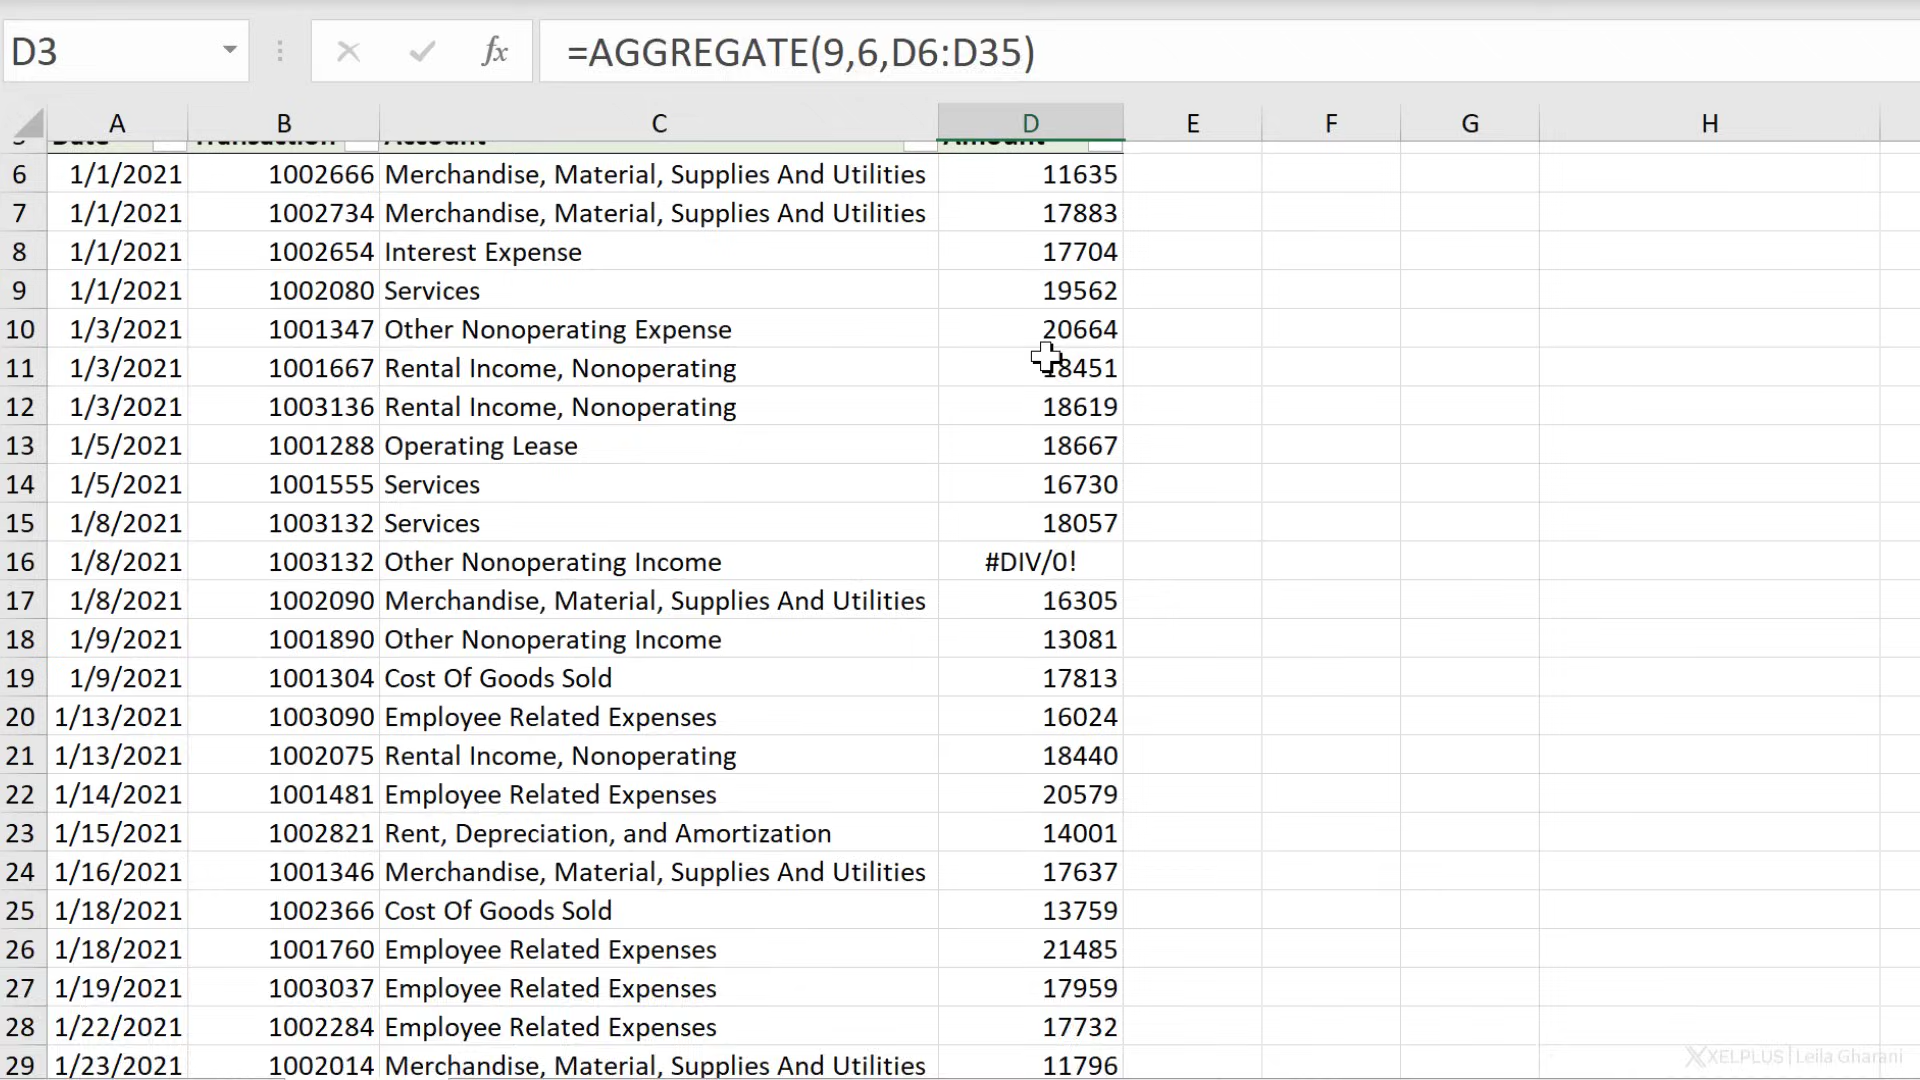 D3 fx =AGGREGATE(9,6,D6:D35)
A B C D E F G H
5 Date Transaction Account Amount
6 1/1/2021 1002666 Merchandise, Material, Supplies And Utilities 11635
7 1/1/2021 1002734 Merchandise, Material, Supplies And Utilities 17883
8 1/1/2021 1002654 Interest Expense 17704
9 1/1/2021 1002080 Services 19562
10 1/3/2021 1001347 Other Nonoperating Expense 20664
11 1/3/2021 1001667 Rental Income, Nonoperating 18451
12 1/3/2021 1003136 Rental Income, Nonoperating 18619
13 1/5/2021 1001288 Operating Lease 18667
14 1/5/2021 1001555 Services 16730
15 1/8/2021 1003132 Services 18057
16 1/8/2021 1003132 Other Nonoperating Income #DIV/0!
17 1/8/2021 1002090 Merchandise, Material, Supplies And Utilities 16305
18 1/9/2021 1001890 Other Nonoperating Income 13081
19 1/9/2021 1001304 Cost Of Goods Sold 17813
20 1/13/2021 1003090 Employee Related Expenses 16024
21 1/13/2021 1002075 Rental Income, Nonoperating 18440
22 1/14/2021 1001481 Employee Related Expenses 20579
23 1/15/2021 1002821 Rent, Depreciation, and Amortization 14001
24 1/16/2021 1001346 Merchandise, Material, Supplies And Utilities 17637
25 1/18/2021 1002366 Cost Of Goods Sold 13759
26 1/18/2021 1001760 Employee Related Expenses 21485
27 1/19/2021 1003037 Employee Related Expenses 17959
28 1/22/2021 1002284 Employee Related Expenses 17732
29 1/23/2021 1002014 Merchandise, Material, Supplies And Utilities 11796
XELPLUS | Leila Gharani